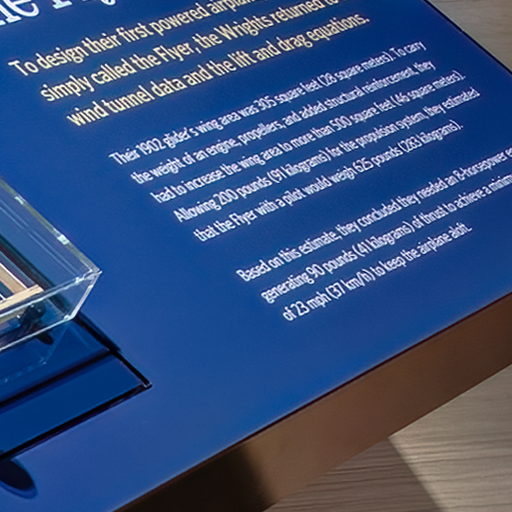 To design their first powered airplane
simply called the Flyer, the Wrights returned to
wind tunnel data and the lift and drag equations.
Their 1902 glider's wing area was 305 square feet (28 square meters). To carry
the weight of an engine, propellers, and added structural reinforcement, they
had to increase the wing area to more than 500 square feet (46 square meters).
Allowing 200 pounds (91 kilograms) for the propulsion system, they estimated
that the Flyer with a pilot would weigh 625 pounds (283 kilograms).
Based on this estimate, they concluded they needed an 8-horsepower
generating 90 pounds (41 kilograms) of thrust to achieve a
of 23 mph (37 km/h) to keep the airplane aloft.